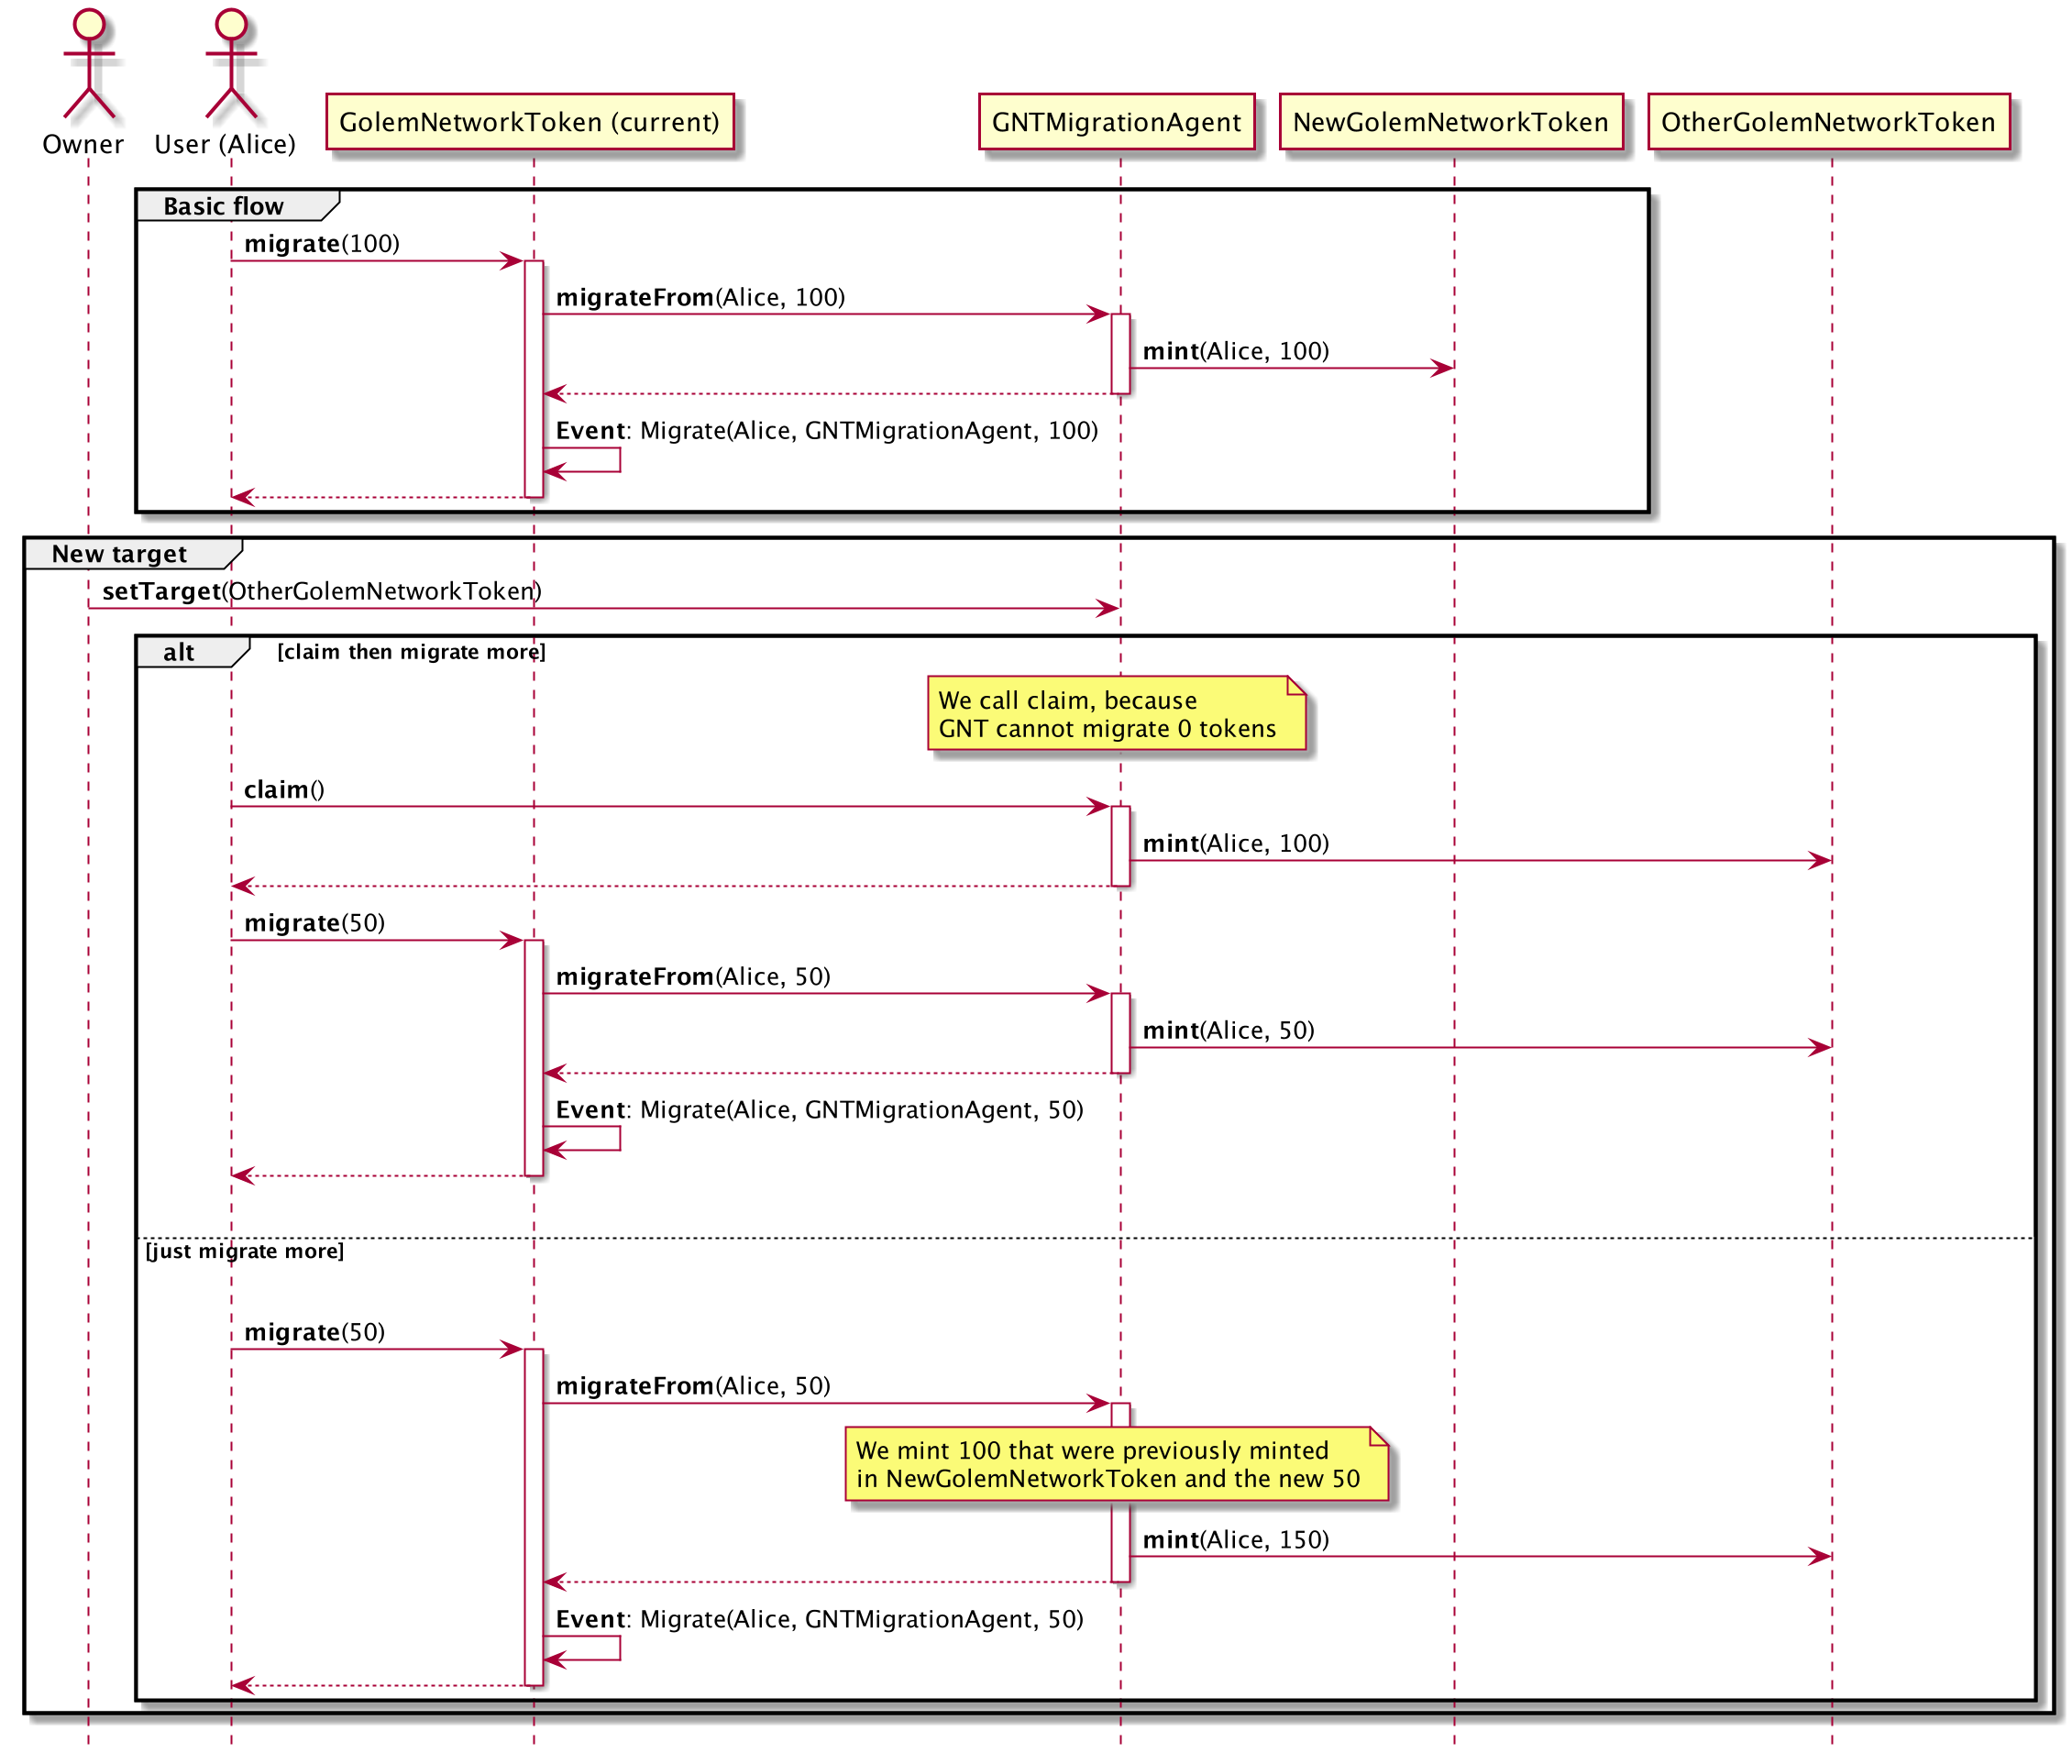 Owner
User (Alice)
GolemNetworkToken (current)
GNTMigrationAgent
NewGolemNetworkToken
OtherGolemNetworkToken
Basic flow
migrate(100)
migrateFrom(Alice, 100)
mint(Alice, 100)
Event: Migrate(Alice, GNTMigrationAgent, 100)
New target
setTarget(OtherGolemNetworkToken)
alt
[claim then migrate more]
We call claim, because
GNT cannot migrate 0 tokens
claim()
mint(Alice, 100)
migrate(50)
migrateFrom(Alice, 50)
mint(Alice, 50)
Event: Migrate(Alice, GNTMigrationAgent, 50)
[just migrate more]
migrate(50)
migrateFrom(Alice, 50)
We mint 100 that were previously minted
in NewGolemNetworkToken and the new 50
mint(Alice, 150)
Event: Migrate(Alice, GNTMigrationAgent, 50)